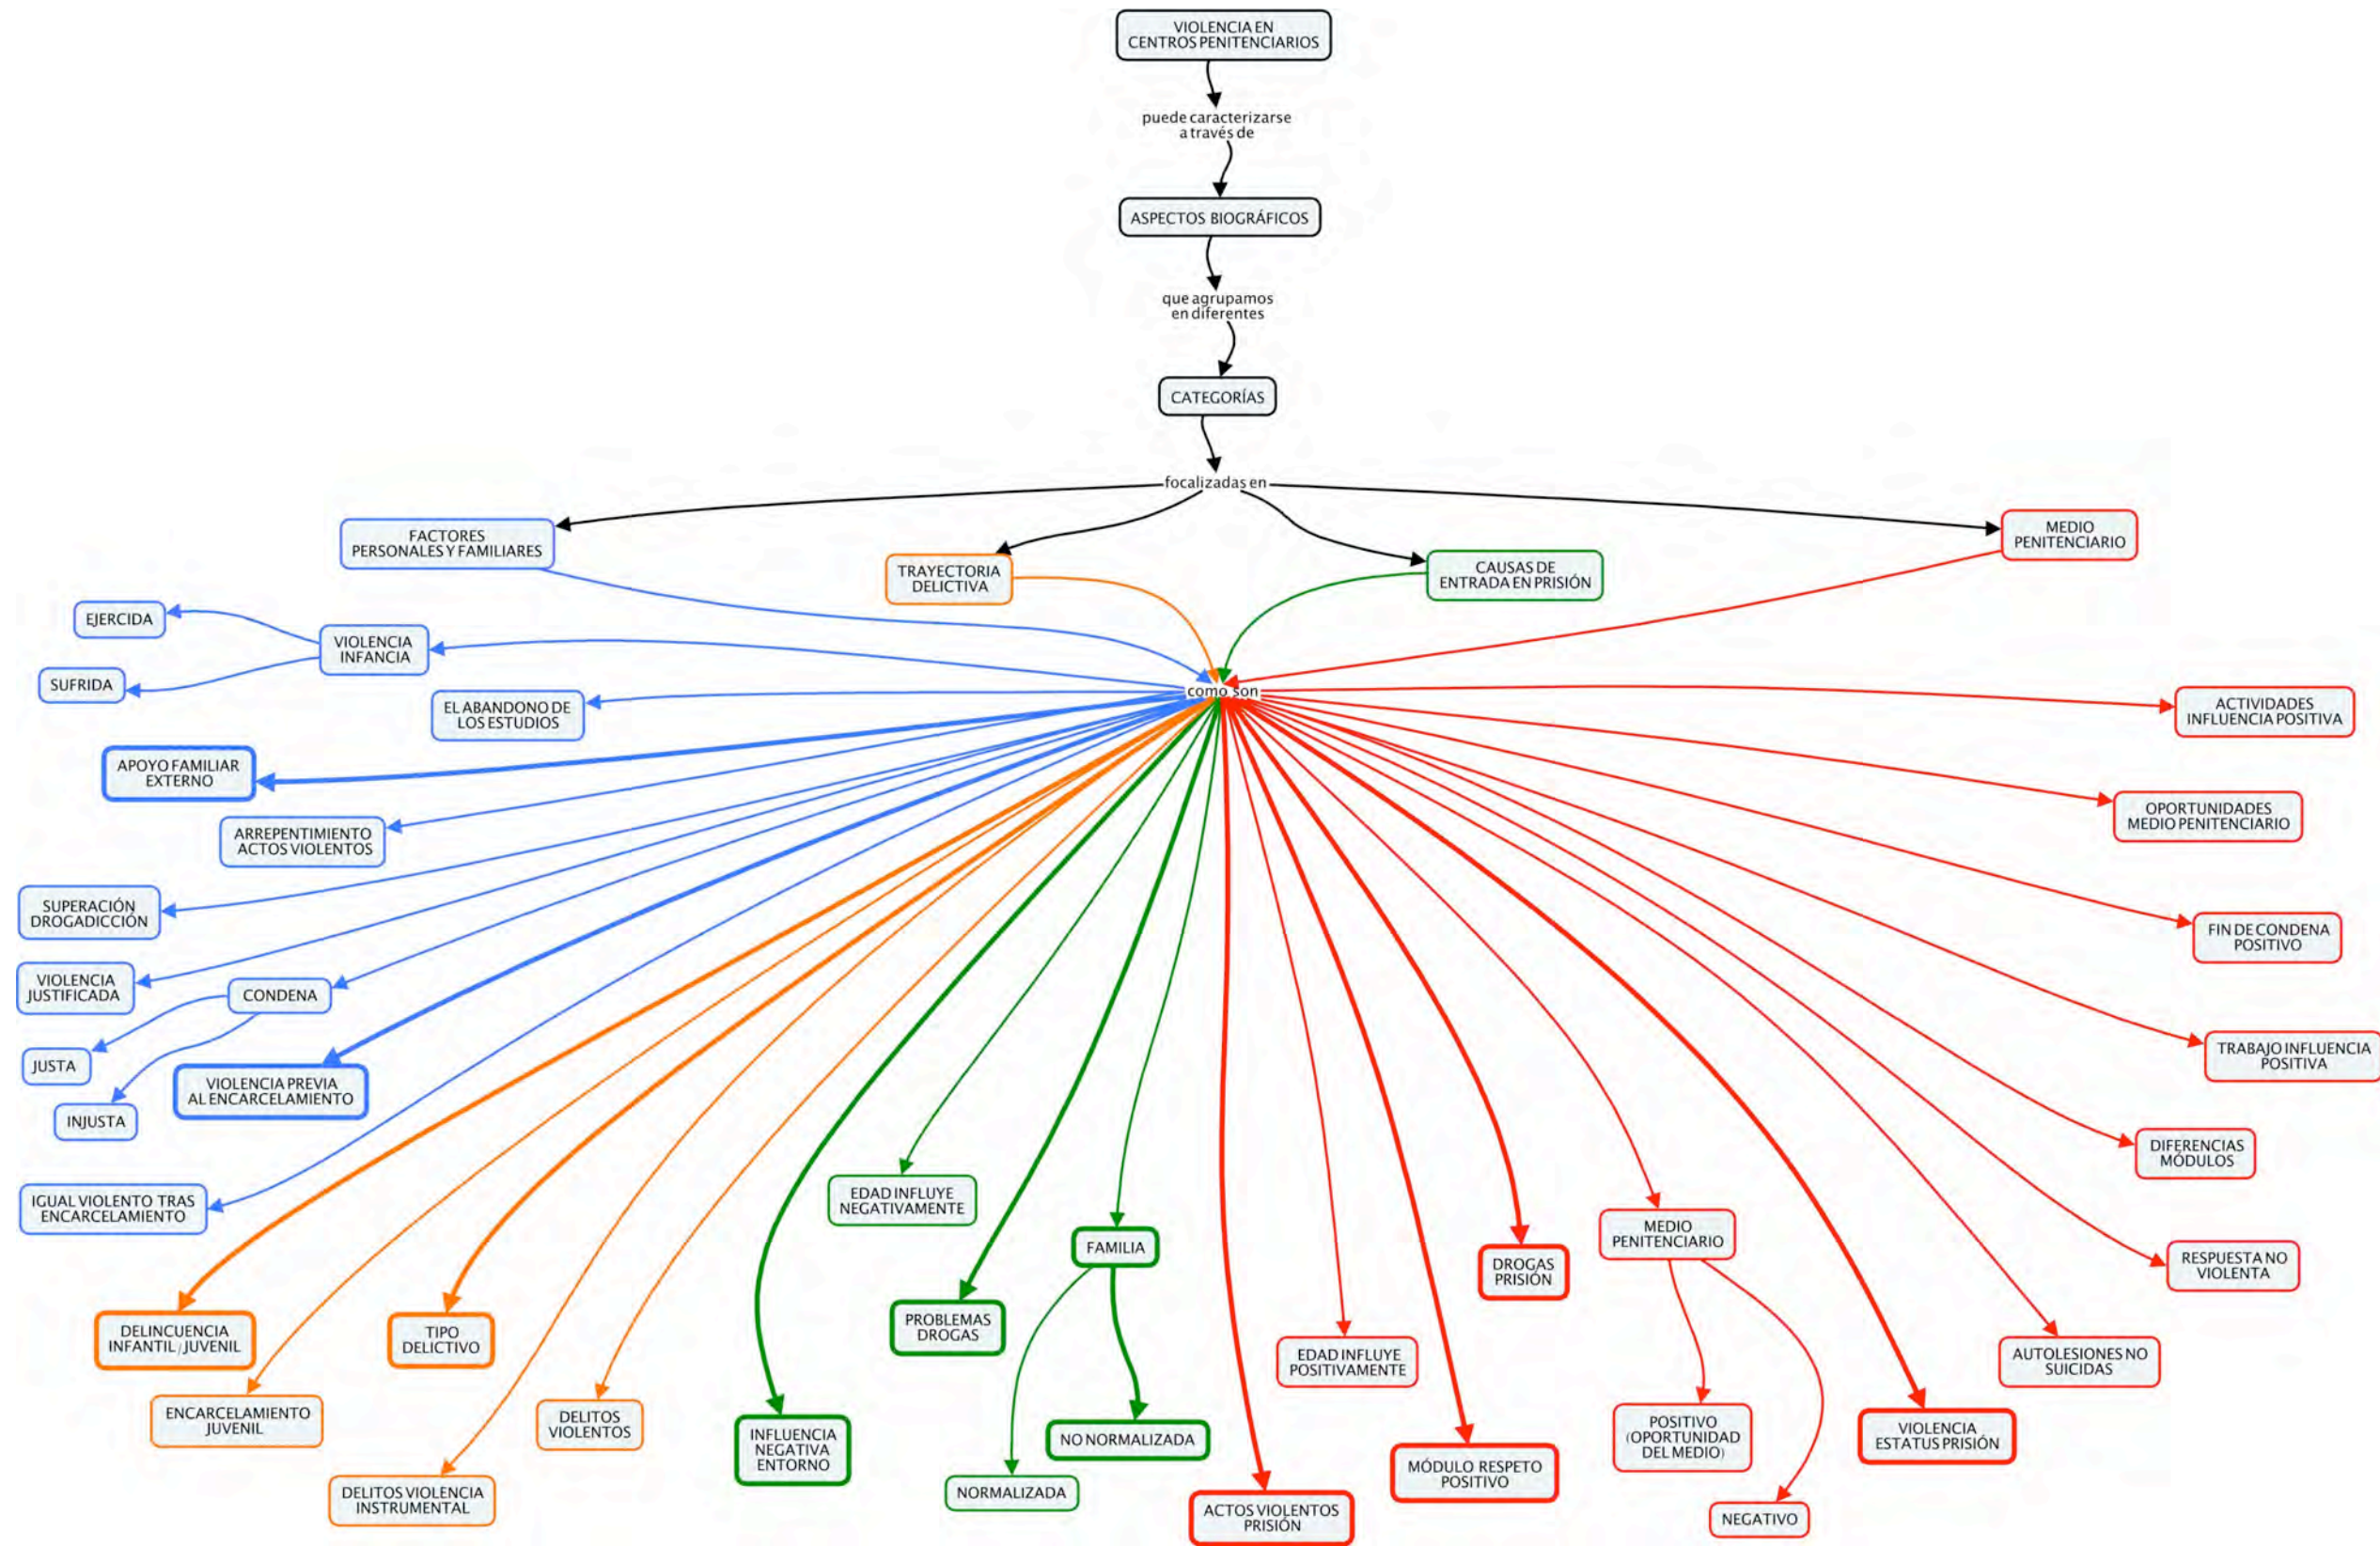 VIOLENCIA EN
CENTROS PENITENCIARIOS
puede caracterizarse
a través de
ASPECTOS BIOGRÁFICOS
que agrupamos
en diferentes
CATEGORÍAS
focalizadas en
FACTORES
PERSONALES Y FAMILIARES
TRAYECTORIA
DELICTIVA
CAUSAS DE
ENTRADA EN PRISIÓN
MEDIO
PENITENCIARIO
como son
VIOLENCIA
INFANCIA
EJERCIDA
SUFRIDA
EL ABANDONO DE
LOS ESTUDIOS
APOYO FAMILIAR
EXTERNO
ARREPENTIMIENTO
ACTOS VIOLENTOS
SUPERACIÓN
DROGADICCIÓN
VIOLENCIA
JUSTIFICADA
CONDENA
JUSTA
INJUSTA
VIOLENCIA PREVIA
AL ENCARCELAMIENTO
IGUAL VIOLENTO TRAS
ENCARCELAMIENTO
DELINCUENCIA
INFANTIL/JUVENIL
ENCARCELAMIENTO
JUVENIL
TIPO
DELICTIVO
DELITOS VIOLENCIA
INSTRUMENTAL
DELITOS
VIOLENTOS
INFLUENCIA
NEGATIVA
ENTORNO
EDAD INFLUYE
NEGATIVAMENTE
PROBLEMAS
DROGAS
FAMILIA
NORMALIZADA
NO NORMALIZADA
ACTOS VIOLENTOS
PRISIÓN
EDAD INFLUYE
POSITIVAMENTE
MÓDULO RESPETO
POSITIVO
DROGAS
PRISIÓN
MEDIO
PENITENCIARIO
POSITIVO
(OPORTUNIDAD
DEL MEDIO)
NEGATIVO
VIOLENCIA
ESTATUS PRISIÓN
AUTOLESIONES NO
SUICIDAS
RESPUESTA NO
VIOLENTA
DIFERENCIAS
MÓDULOS
TRABAJO INFLUENCIA
POSITIVA
FIN DE CONDENA
POSITIVO
OPORTUNIDADES
MEDIO PENITENCIARIO
ACTIVIDADES
INFLUENCIA POSITIVA